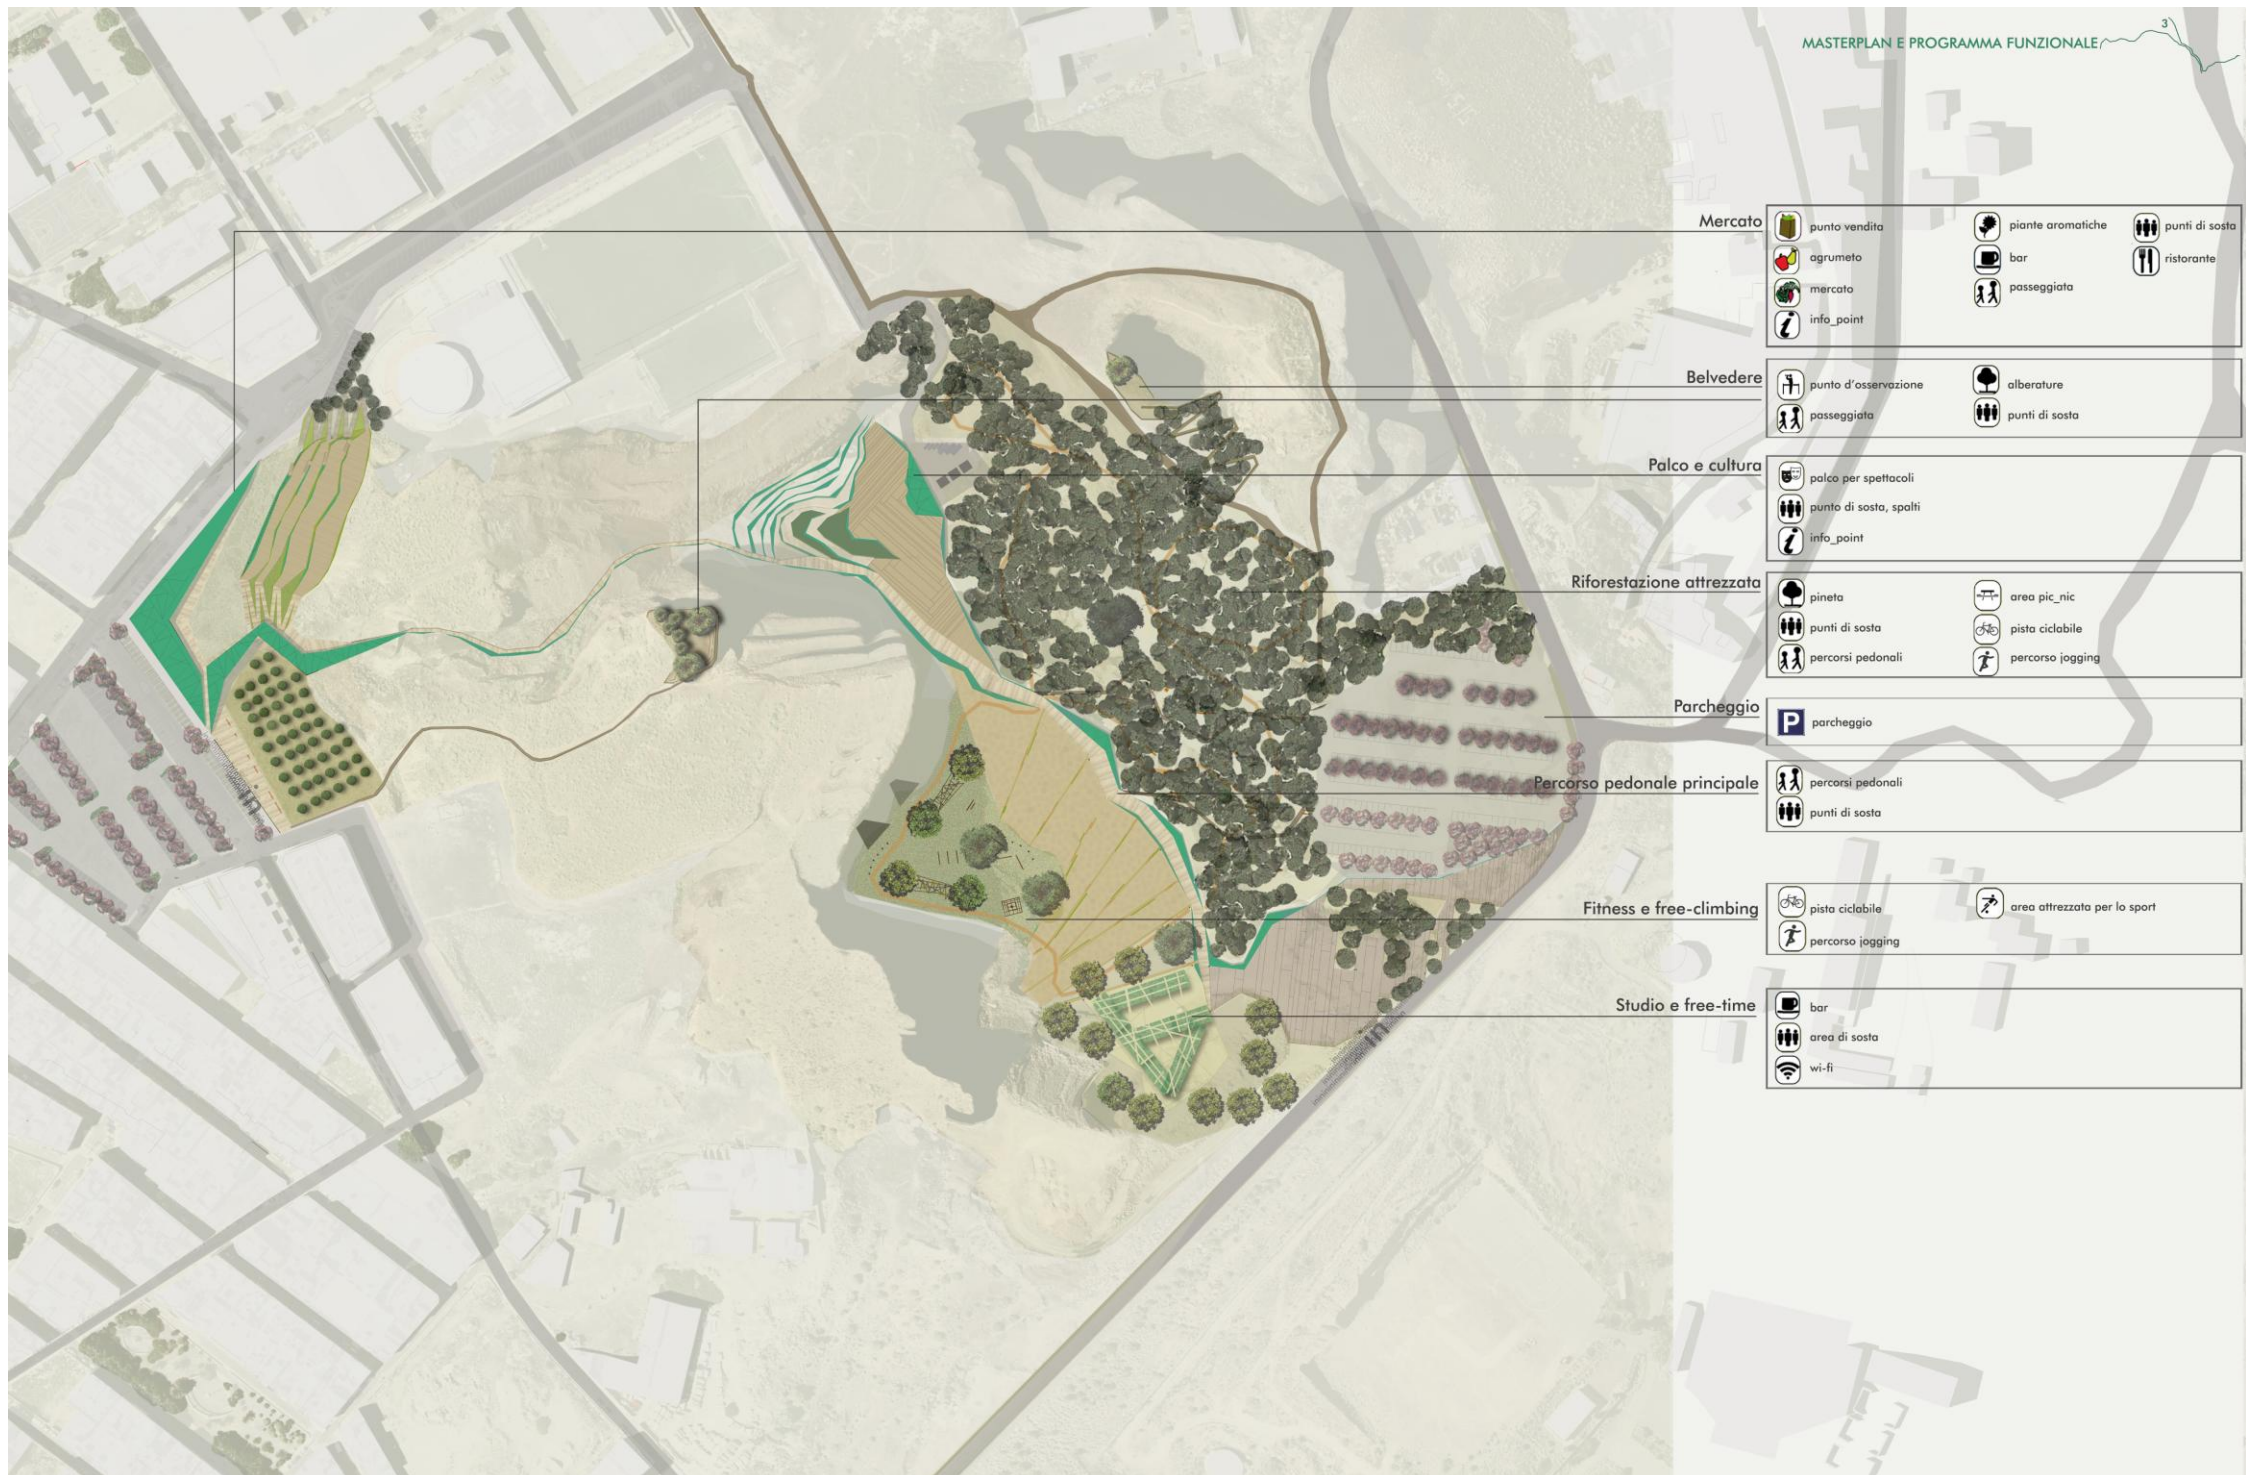 3
MASTERPLAN E PROGRAMMA FUNZIONALE
Mercato
punto vendita
agrumeto
mercato
info_point
piante aromatiche
bar
passeggiata
punti di sosta
ristorante
Belvedere
punto d'osservazione
passeggiata
alberature
punti di sosta
Palco e cultura
palco per spettacoli
punto di sosta, spalti
info_point
Riforestazione attrezzata
pineta
punti di sosta
percorsi pedonali
area pic_nic
pista ciclabile
percorso jogging
Parcheggio
P
parcheggio
Percorso pedonale principale
percorsi pedonali
punti di sosta
Fitness e free-climbing
pista ciclabile
percorso jogging
area attrezzata per lo sport
Studio e free-time
bar
area di sosta
wi-fi
IN
IN